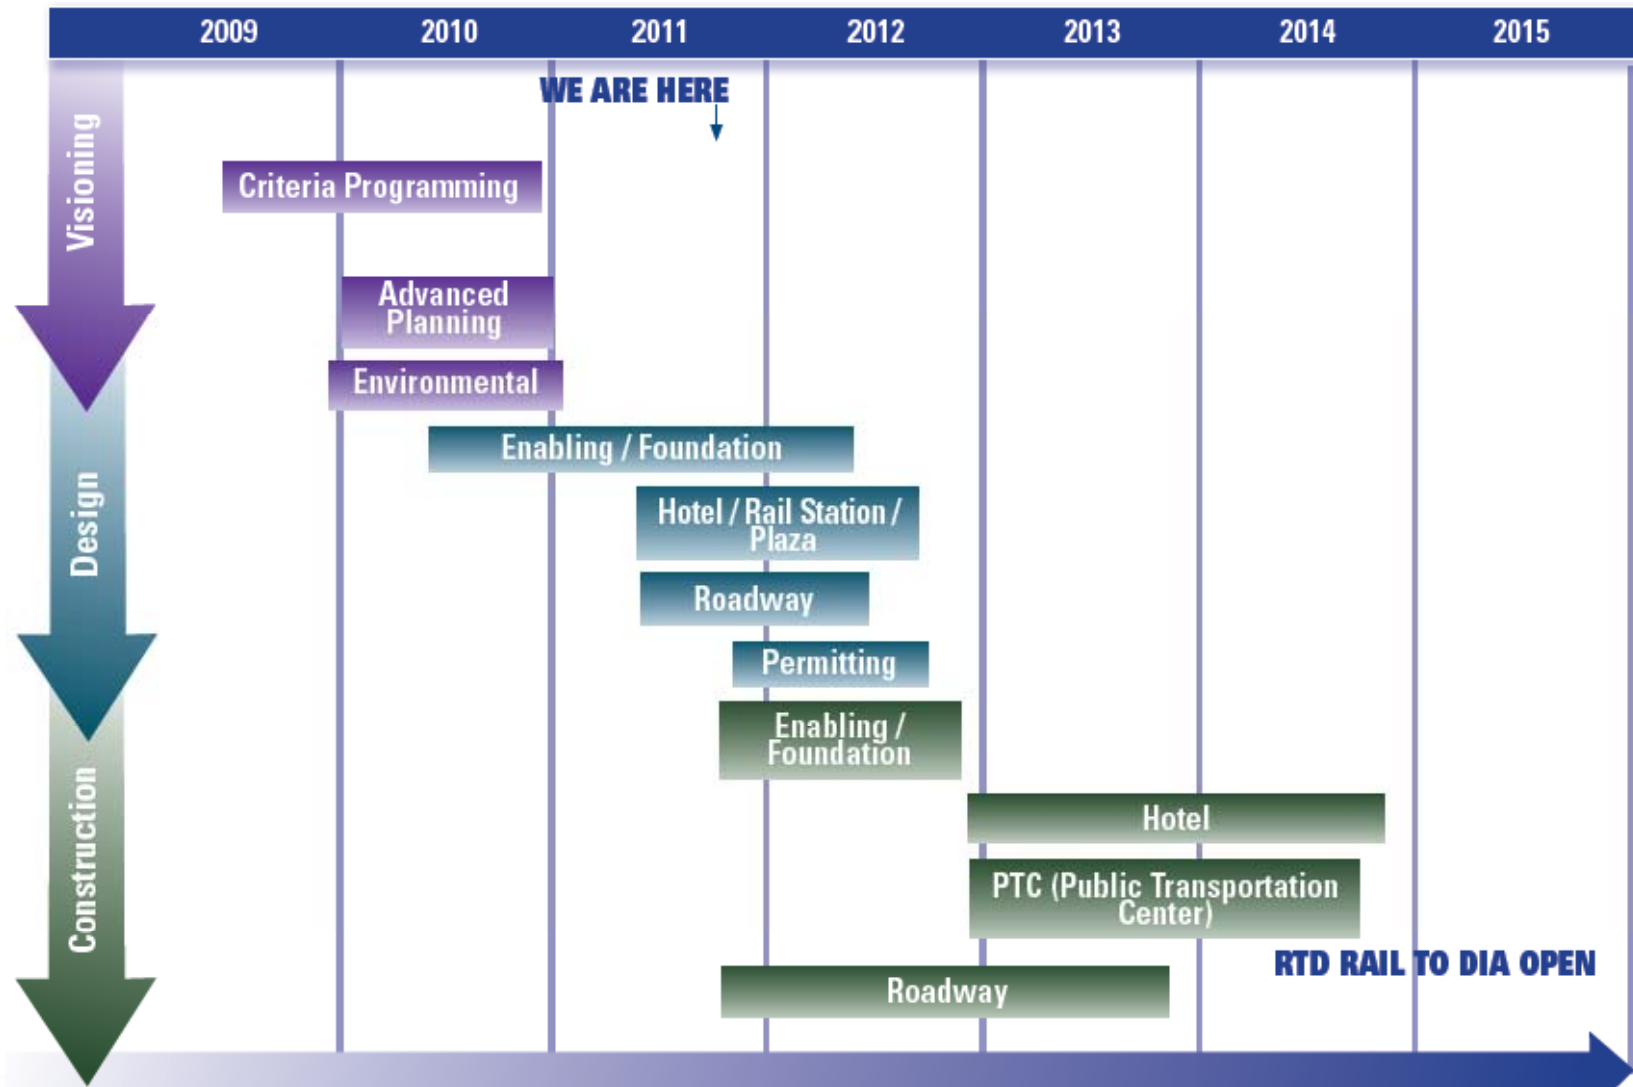 2009 2010 2011 2012 2013 2014 2015
WE ARE HERE
Visioning
Criteria Programming
Advanced
Planning
Environmental
Design
Enabling / Foundation
Hotel / Rail Station /
Plaza
Roadway
Permitting
Construction
Enabling /
Foundation
Hotel
PTC (Public Transportation
Center)
RTD RAIL TO DIA OPEN
Roadway